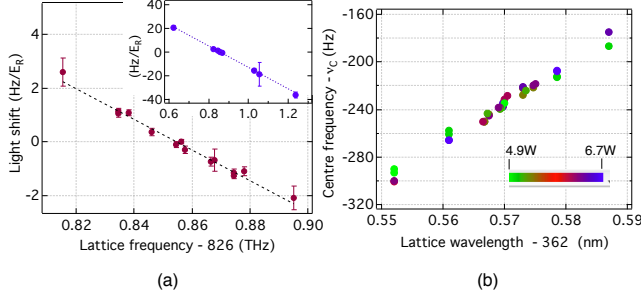 (a)
4
2
0
-2
Light shift (Hz/E_R)
0.82
0.84
0.86
0.88
0.90
Lattice frequency - 826 (THz)
40
20
0
-20
-40
(Hz/E_R)
0.6
0.8
1.0
1.2
(a)
-160
-200
-240
-280
-320
Centre frequency - ν_C (Hz)
4.9W
6.7W
0.55
0.56
0.57
0.58
0.59
Lattice wavelength - 362 (nm)
(b)